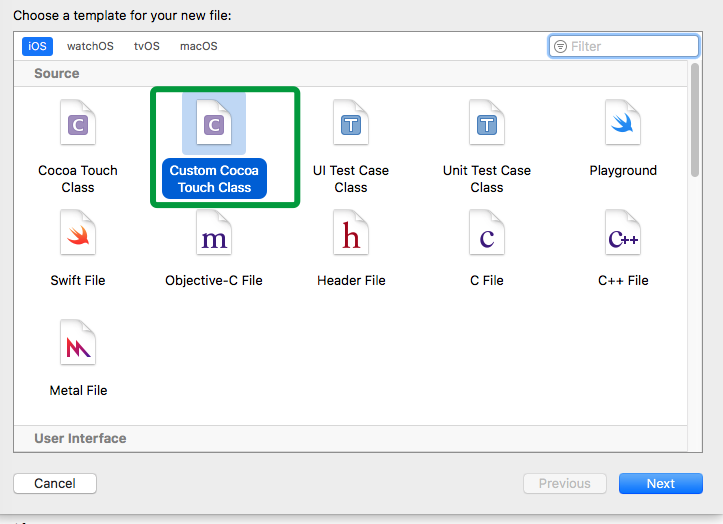 Choose a template for your new file:
iOS watchOS tvOS macOS Filter
Source
C C T T
Cocoa Touch Class
Custom Cocoa Touch Class
UI Test Case Class
Unit Test Case Class
Playground
m h c C++
Swift File
Objective-C File
Header File
C File
C++ File
Metal File
User Interface
Cancel Previous Next